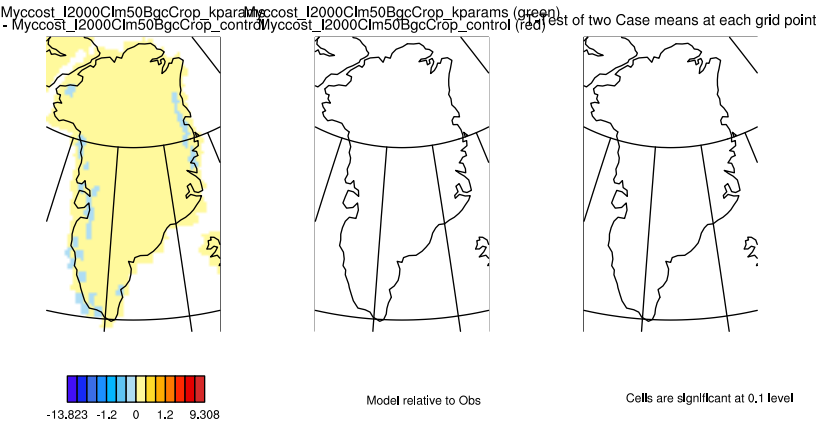 Myccost_I2000Clm50BgcCrop_kparams
- Myccost_I2000Clm50BgcCrop_control
Myccost_I2000Clm50BgcCrop_kparams (green)
Myccost_I2000Clm50BgcCrop_control (red)
T-Test of two Case means at each grid point
-13.823 -1.2 0 1.2 9.308
Model relative to Obs
Cells are significant at 0.1 level